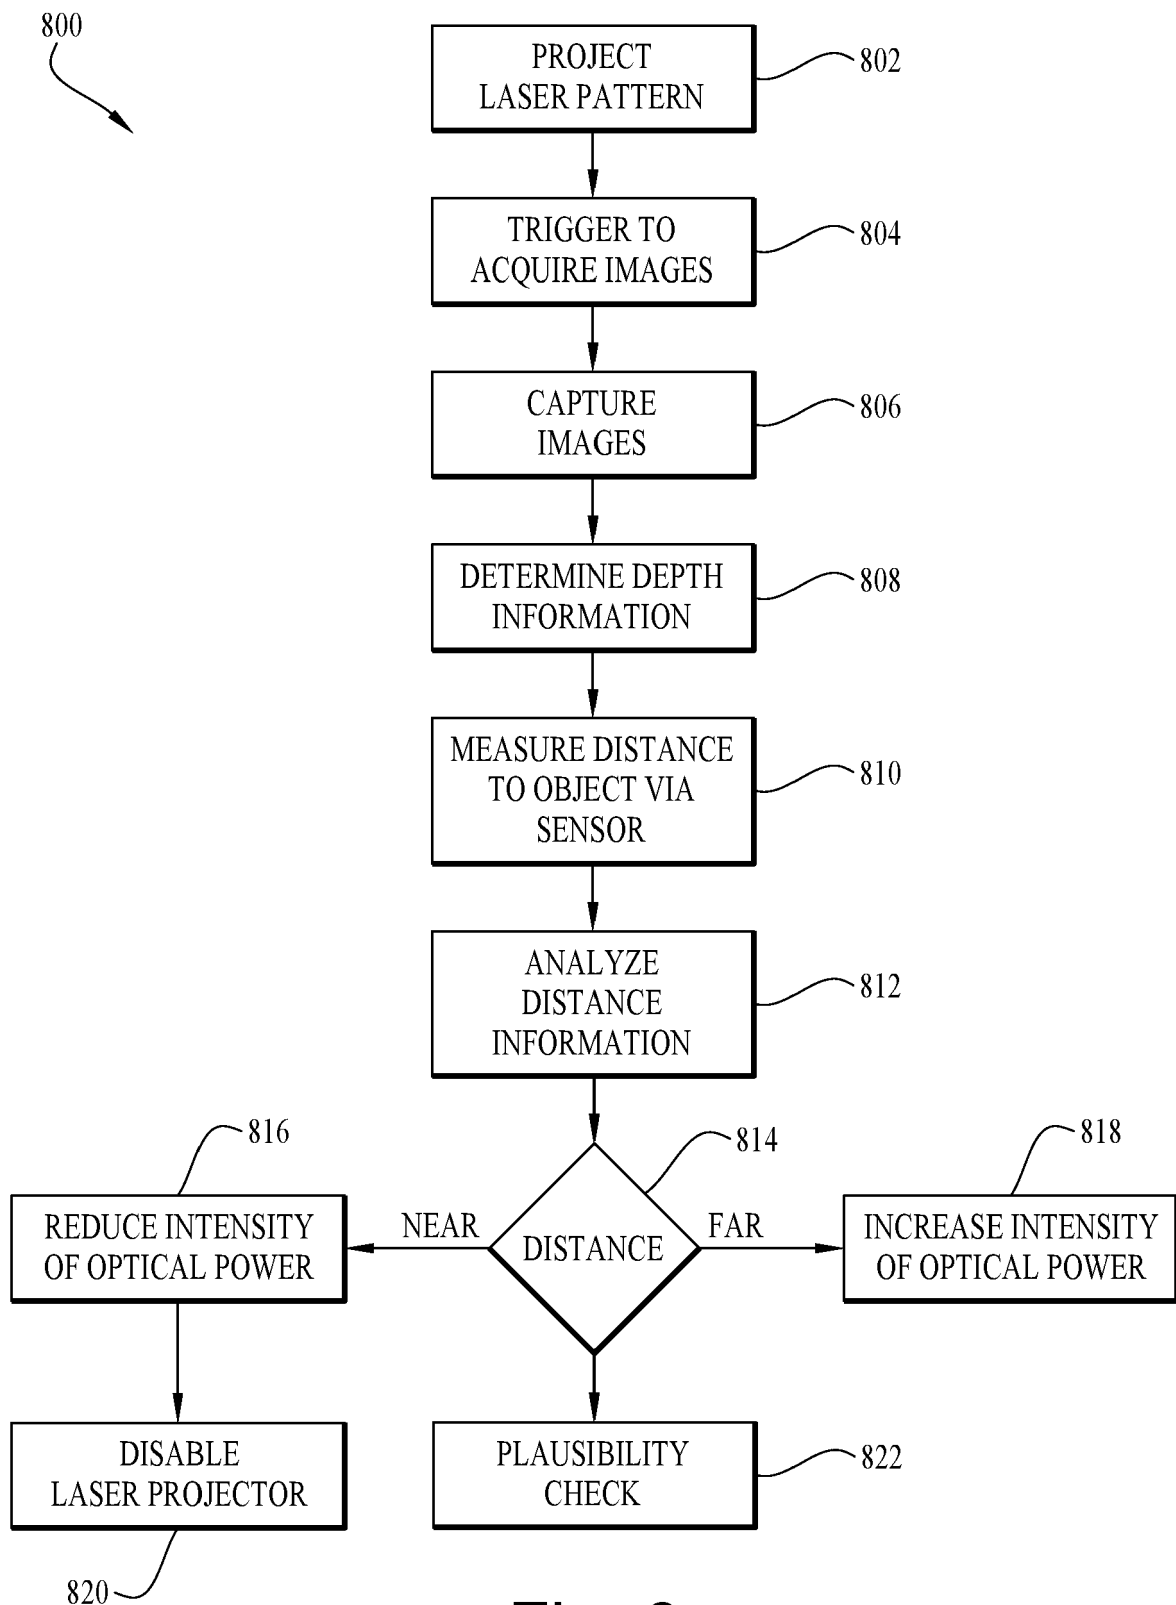 800
PROJECT
LASER PATTERN
802
TRIGGER TO
ACQUIRE IMAGES
804
CAPTURE
IMAGES
806
DETERMINE DEPTH
INFORMATION
808
MEASURE DISTANCE
TO OBJECT VIA
SENSOR
810
ANALYZE
DISTANCE
INFORMATION
812
816
814
818
REDUCE INTENSITY
OF OPTICAL POWER
NEAR
DISTANCE
FAR
INCREASE INTENSITY
OF OPTICAL POWER
DISABLE
LASER PROJECTOR
820
PLAUSIBILITY
CHECK
822